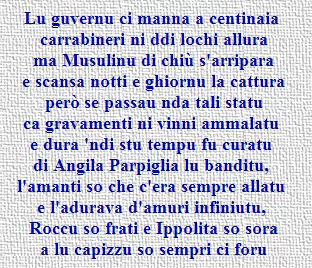 Lu guvernu ci manna a centinaia
carrabineri ni ddi lochi allura
ma Musulinu di chiù s'arripara
e scansa notti e ghiornu la cattura
però se passau nda tali statu
ca gravamenti ni vinni ammalatu
e dura 'ndi stu tempu fu curatu
di Angila Parpiglia lu banditu,
l'amanti so che c'era sempre allatu
e l'adurava d'amuri infiniutu,
Roccu so frati e Ippolita so sora
a lu capizzu so sempri ci foru